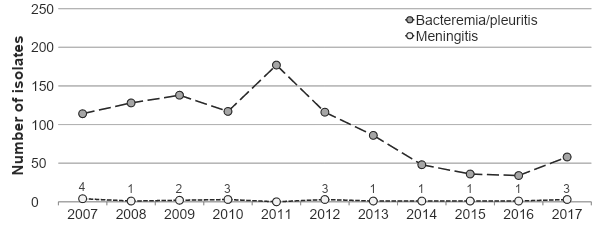 250
200
150
100
50
0
Number of isolates
Bacteremia/pleuritis
Meningitis
4 1 2 3 3 1 1 1 1 3
2007 2008 2009 2010 2011 2012 2013 2014 2015 2016 2017